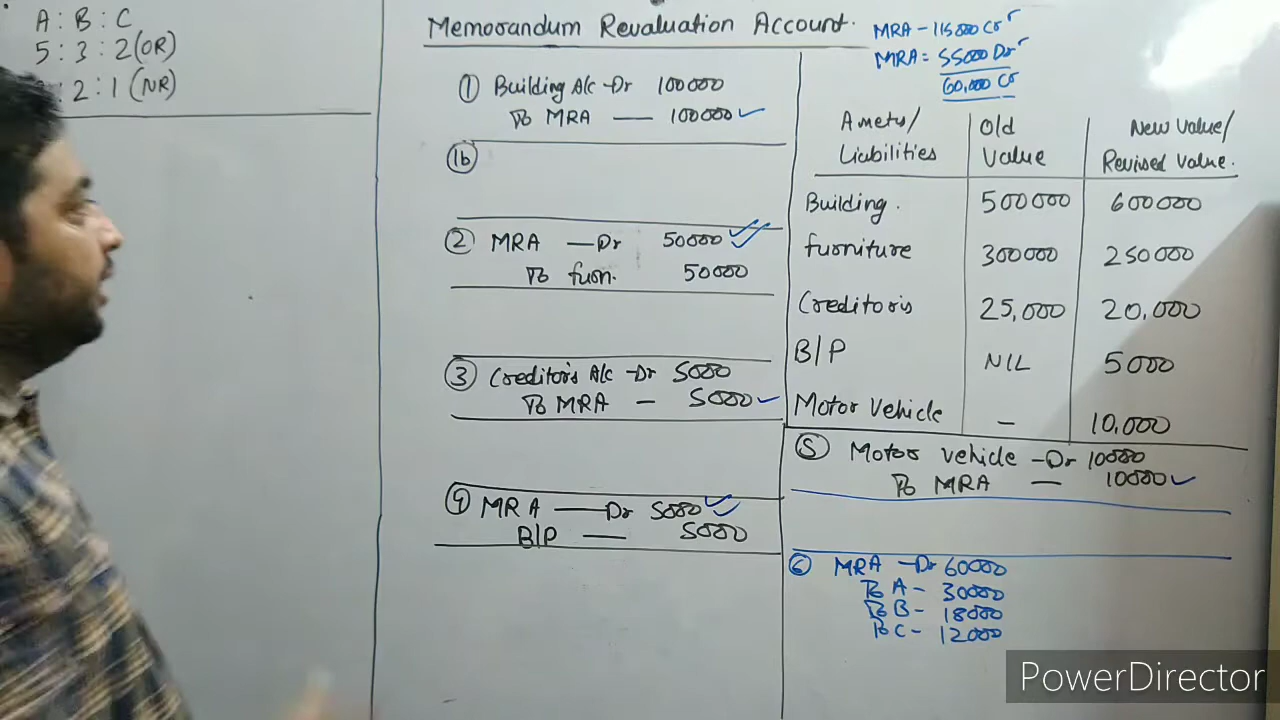 A : B : C
5 : 3 : 2 (OR)
: 2 : 1 (NR)
Memorandum Revaluation Account.
MRA - 115000 Cr
MRA = 55000 Dr
60,000 Cr
① Building A/c -Dr 100000
To MRA — 100000 ✓
①b
② MRA — Dr 50000
To furn. 50000
③ Creditors A/c -Dr 5000
To MRA — 5000 ✓
④ MRA — Dr 5000
B/P — 5000
Assets/ Liabilities | Old Value | New Value/ Revised Value.
Building. 500000 600000
furniture 300000 250000
Creditors 25,000 20,000
B/P NIL 5000
Motor Vehicle - 10,000
⑤ Motor vehicle -Dr 10000
To MRA — 10000 ✓
⑥ MRA -Dr 60000
To A - 30000
To B - 18000
To C - 12000
PowerDirector